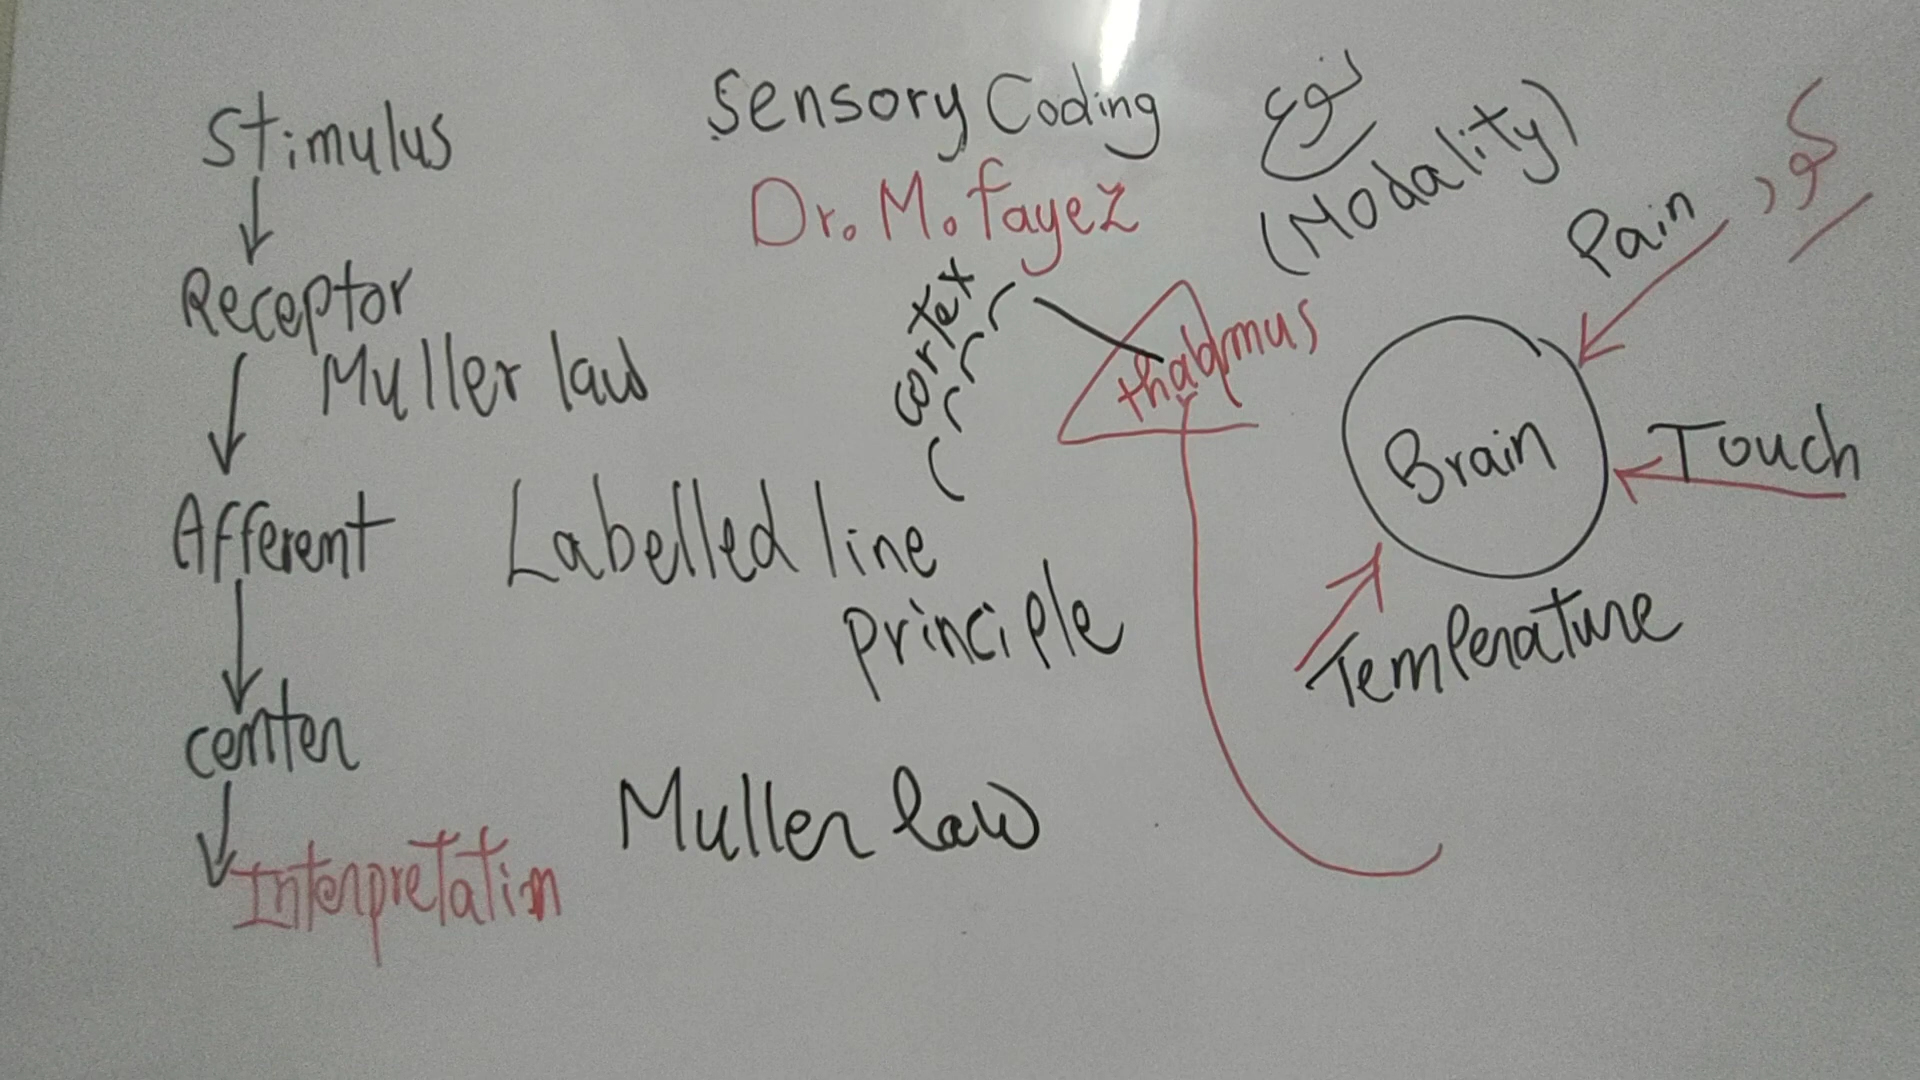 Sensory Coding
Dr. M. Fayez
نوع
(Modality)
Stimulus
Receptor
Muller law
Afferent
Labelled line
principle
center
Interpretation
Muller law
cortex
thalamus
Pain
Brain
Touch
Temperature